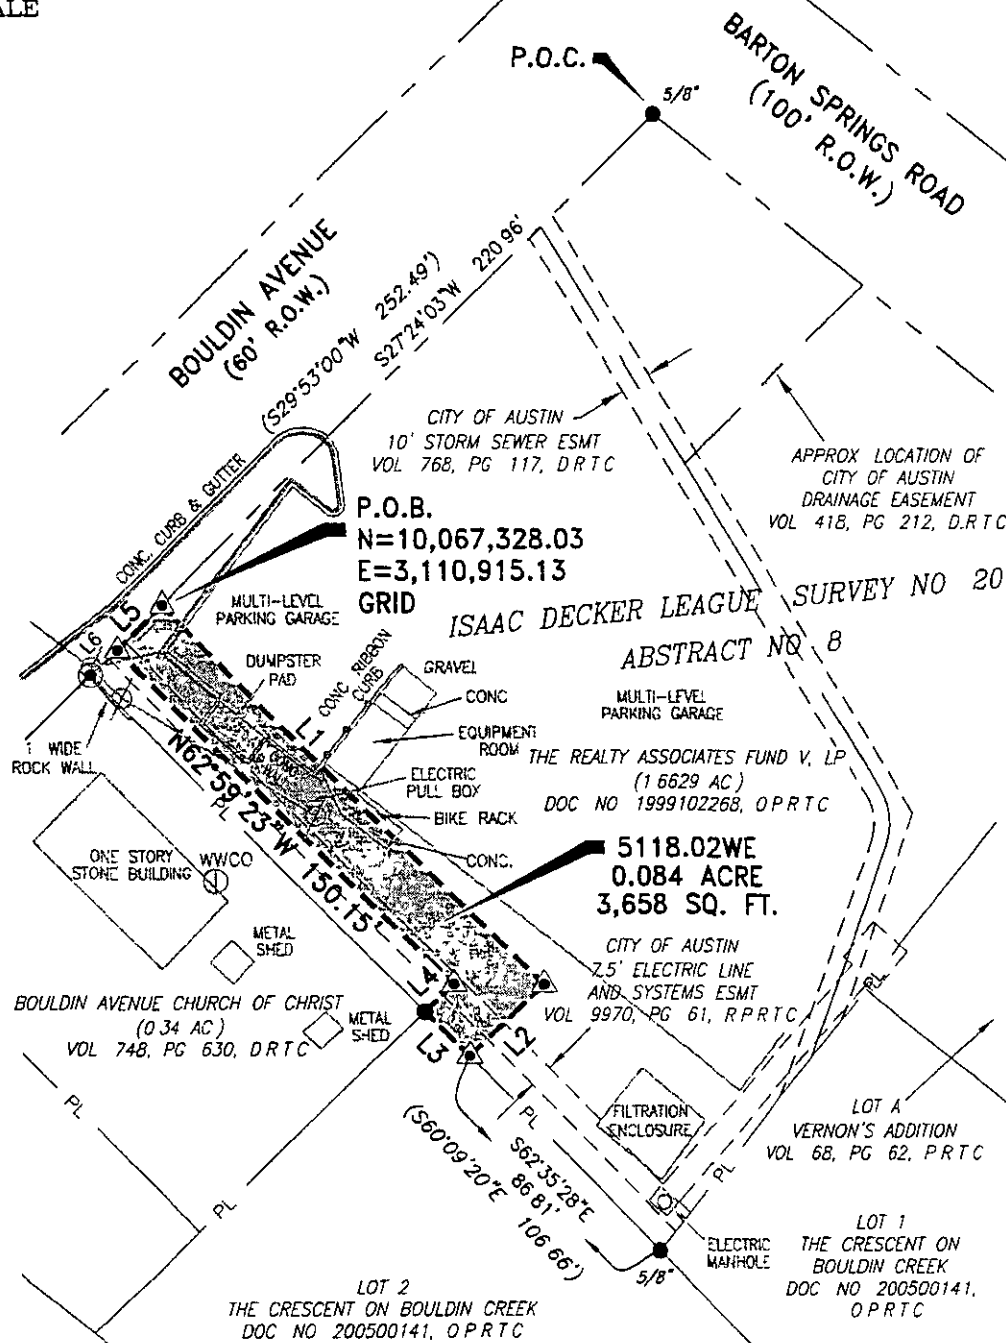 ALE
P.O.C.
5/8"
BARTON SPRINGS ROAD
(100' R.O.W.)
BOULDIN AVENUE
(60' R.O.W.)
(S29°53'00"W 252.49')
S27°24'03"W 220 96'
CITY OF AUSTIN
10' STORM SEWER ESMT
VOL 768, PG 117, DRTC
APPROX LOCATION OF
CITY OF AUSTIN
DRAINAGE EASEMENT
VOL 418, PG 212, D.RTC
CONC. CURB & GUTTER
P.O.B.
N=10,067,328.03
E=3,110,915.13
GRID
MULTI-LEVEL
PARKING GARAGE
ISAAC DECKER LEAGUE SURVEY NO 20
ABSTRACT NO 8
L5
L6
DUMPSTER
PAD
L1
CONC RIBBON
CURB
GRAVEL
CONC
EQUIPMENT
ROOM
MULTI-LEVEL
PARKING GARAGE
THE REALTY ASSOCIATES FUND V, LP
(1 6629 AC)
DOC NO 1999102268, OPRTC
1' WIDE
ROCK WALL
N62°59'23"W 150.15'
PL
ELECTRIC
PULL BOX
BIKE RACK
CONC.
5118.02WE
0.084 ACRE
3,658 SQ. FT.
ONE STORY
STONE BUILDING
WWCO
METAL
SHED
CITY OF AUSTIN
7.5' ELECTRIC LINE
AND SYSTEMS ESMT
VOL 9970, PG 61, RPRTC
BOULDIN AVENUE CHURCH OF CHRIST
(0 34 AC)
VOL 748, PG 630, DRTC
METAL
SHED
L4
L3
L2
PL
PL
PL
PL
PL
FILTRATION
ENCLOSURE
LOT A
VERNON'S ADDITION
VOL 68, PG 62, PRTC
S62°35'28"E
86 81'
(S60°09'20"E 106 66')
5/8"
ELECTRIC
MANHOLE
LOT 1
THE CRESCENT ON
BOULDIN CREEK
DOC NO 200500141,
OPRTC
LOT 2
THE CRESCENT ON BOULDIN CREEK
DOC NO 200500141, OPRTC